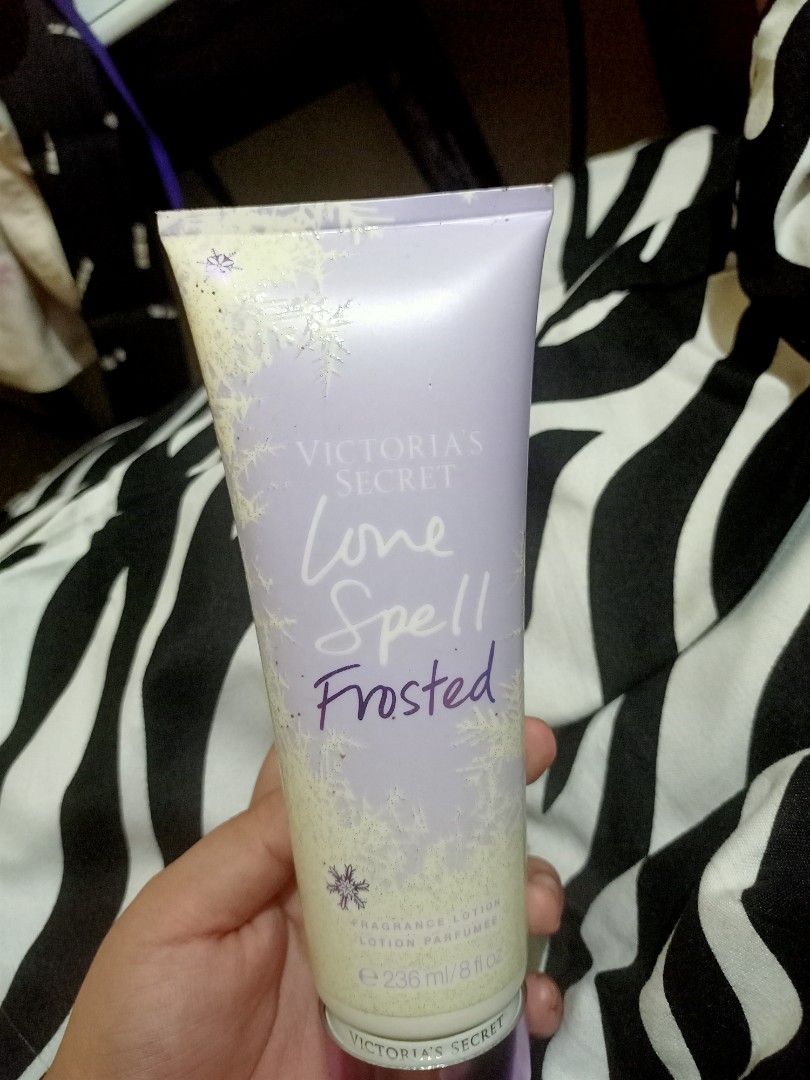 VICTORIA'S
SECRET
Love
Spell
Frosted
FRAGRANCE LOTION
LOTION PARFUMÉE
℮ 236 ml/8 fl oz
VICTORIA'S SECRET